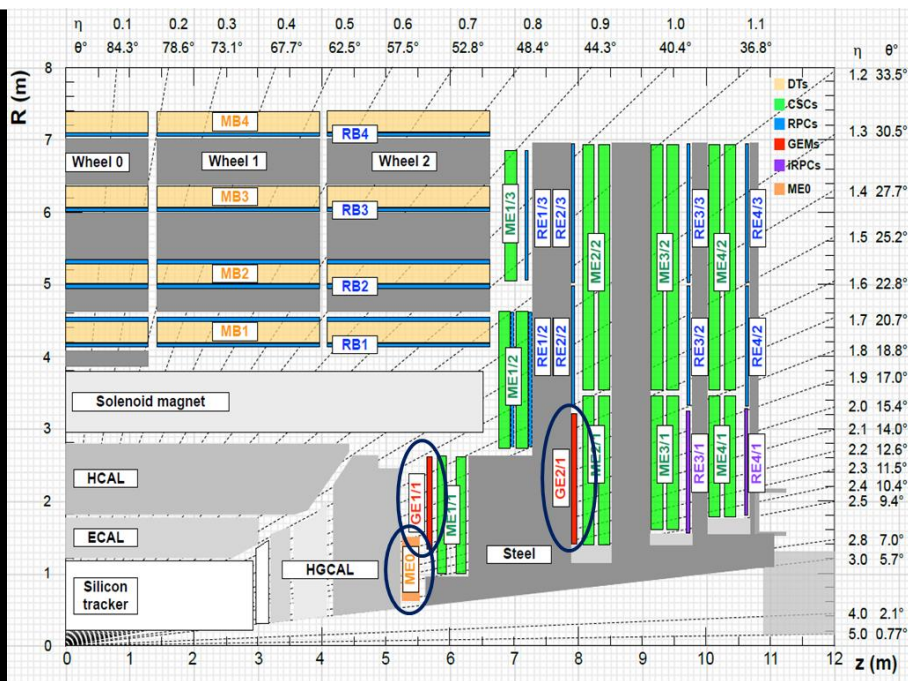 η 0.1 0.2 0.3 0.4 0.5 0.6 0.7 0.8 0.9 1.0 1.1
θ° 84.3° 78.6° 73.1° 67.7° 62.5° 57.5° 52.8° 48.4° 44.3° 40.4° 36.8° η θ°
R (m)
8
7
6
5
4
3
2
1
0
1.2 33.5°
1.3 30.5°
1.4 27.7°
1.5 25.2°
1.6 22.8°
1.7 20.7°
1.8 18.8°
1.9 17.0°
2.0 15.4°
2.1 14.0°
2.2 12.6°
2.3 11.5°
2.4 10.4°
2.5 9.4°
2.8 7.0°
3.0 5.7°
4.0 2.1°
5.0 0.77°
DTs
CSCs
RPCs
GEMs
iRPCs
ME0
MB4
RB4
Wheel 0
Wheel 1
Wheel 2
MB3
RB3
MB2
RB2
MB1
RB1
Solenoid magnet
HCAL
ECAL
Silicon
tracker
HGCAL
Steel
ME1/3
RE1/3
RE2/3
ME2/2
ME3/2
RE3/3
ME4/2
RE4/3
ME1/2
RE1/2
RE2/2
RE3/2
RE4/2
GE1/1
ME1/1
ME0
GE2/1
ME3/1
RE3/1
ME4/1
RE4/1
0 1 2 3 4 5 6 7 8 9 10 11 12
z (m)